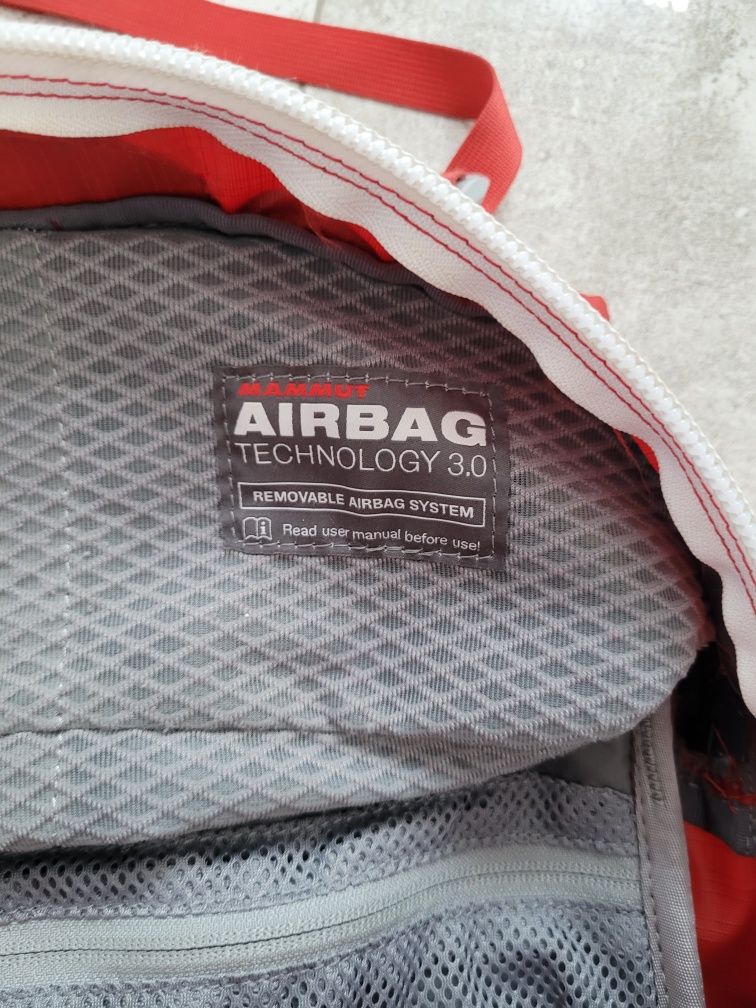 MAMMUT
AIRBAG
TECHNOLOGY 3.0
REMOVABLE AIRBAG SYSTEM
Read user manual before use!